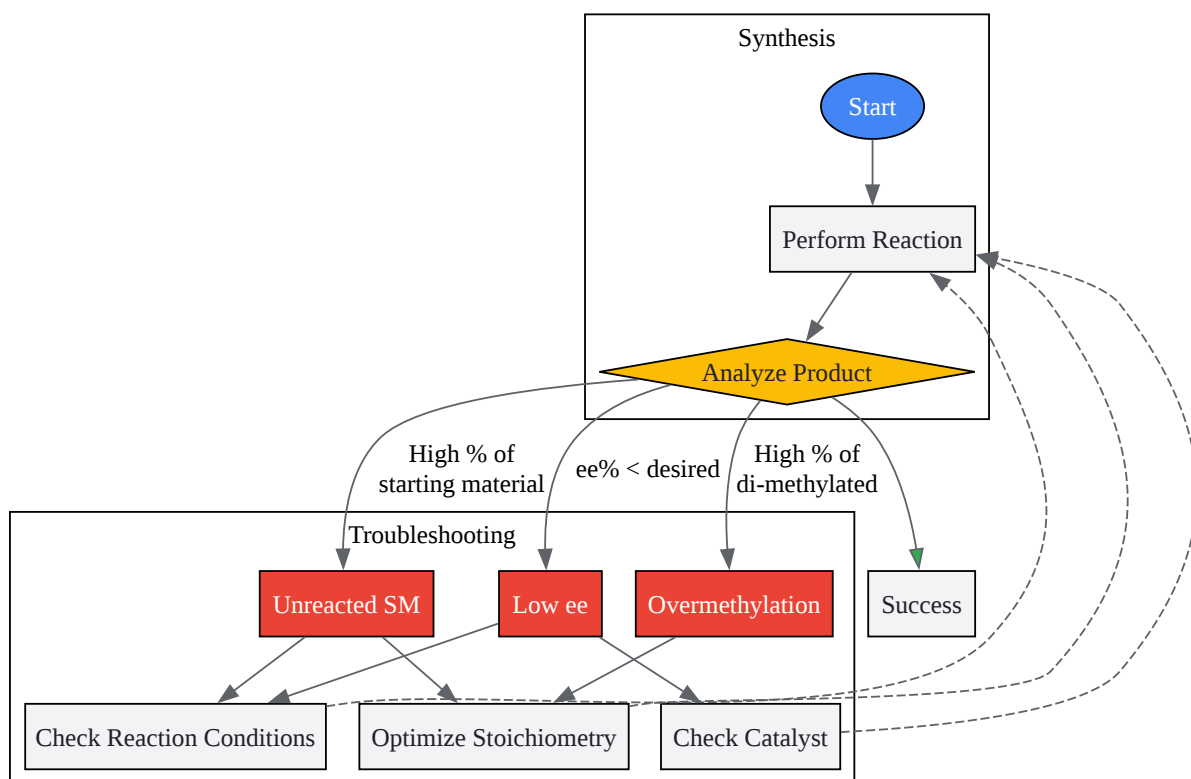 Synthesis
Start
Perform Reaction
Analyze Product
High % of
starting material
ee% < desired
High % of
di-methylated
Troubleshooting
Unreacted SM
Low ee
Overmethylation
Success
Check Reaction Conditions
Optimize Stoichiometry
Check Catalyst